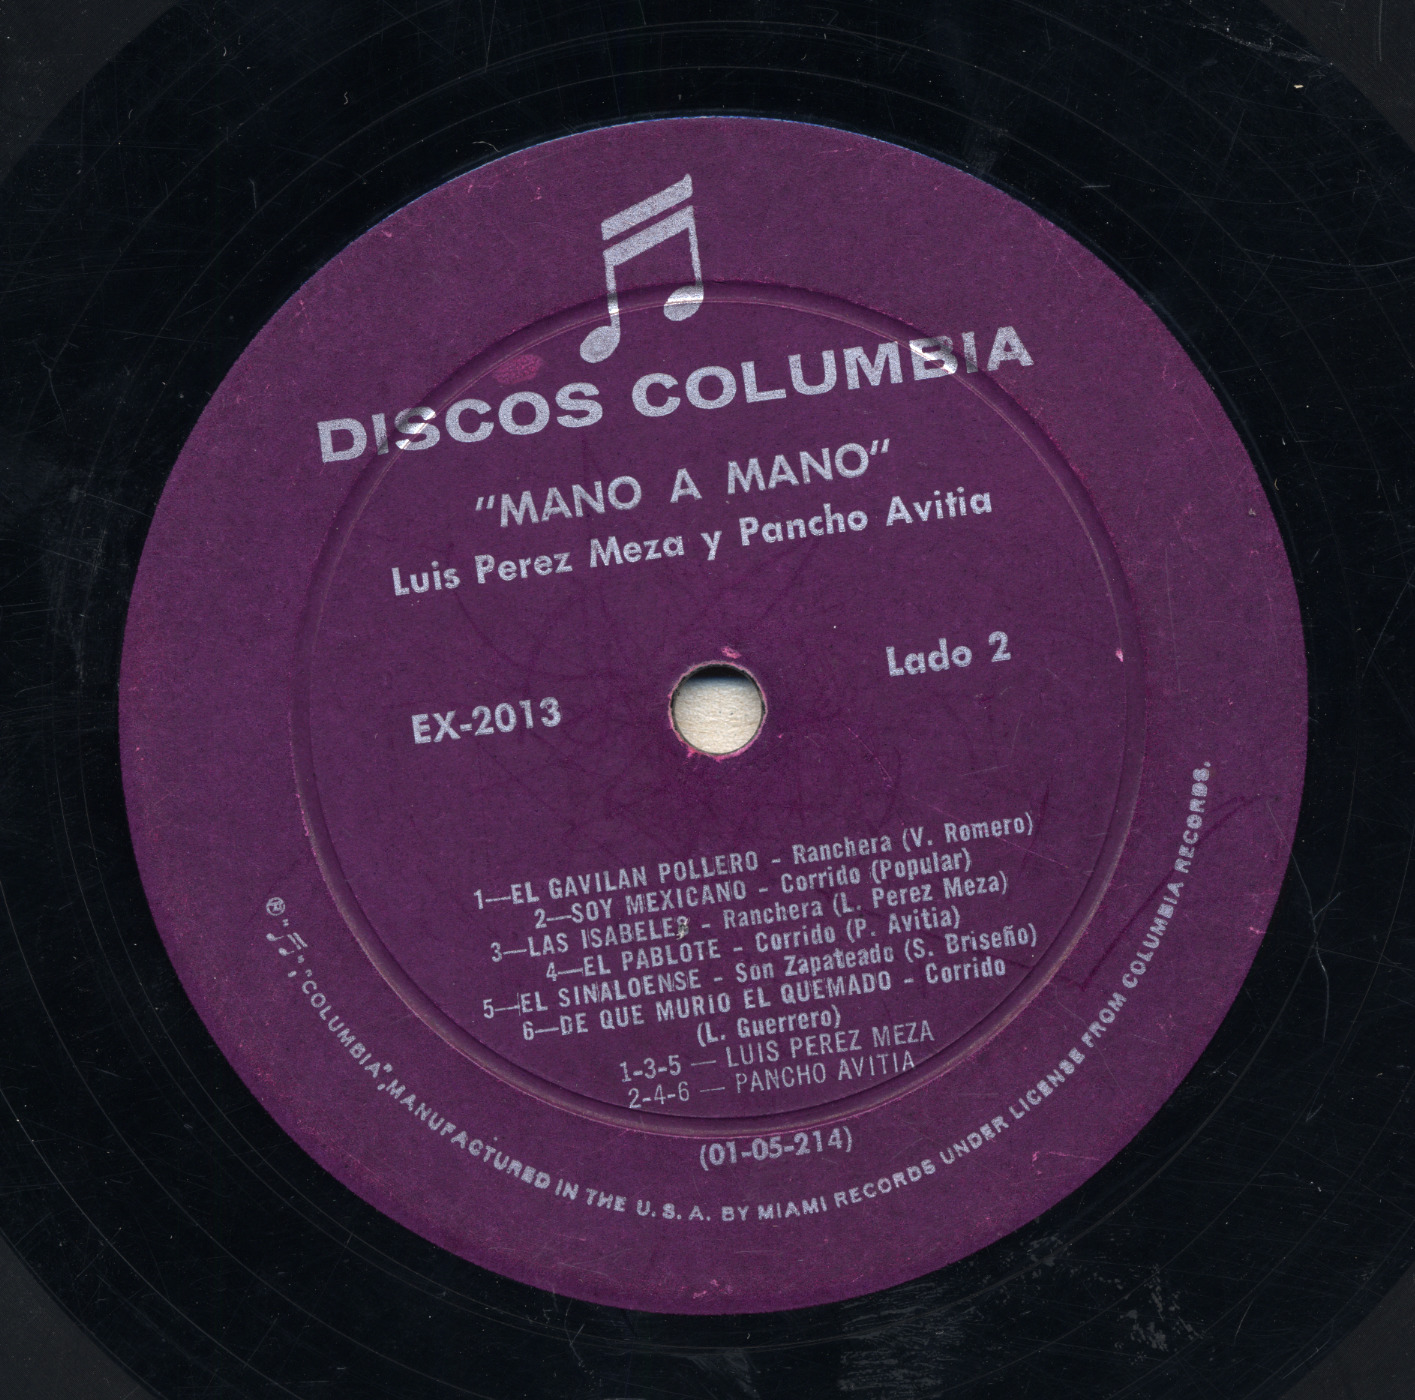 DISCOS COLUMBIA
"MANO A MANO"
Luis Perez Meza y Pancho Avitia
Lado 2
EX-2013
1—EL GAVILAN POLLERO - Ranchera (V. Romero)
2—SOY MEXICANO - Corrido (Popular)
3—LAS ISABELES - Ranchera (L. Perez Meza)
4—EL PABLOTE - Corrido (P. Avitia)
5—EL SINALOENSE - Son Zapateado (S. Briseño)
6—DE QUE MURIO EL QUEMADO - Corrido
(L. Guerrero)
1-3-5 — LUIS PEREZ MEZA
2-4-6 — PANCHO AVITIA
(01-05-214)
® "♫", "COLUMBIA", MANUFACTURED IN THE U.S.A. BY MIAMI RECORDS UNDER LICENSE FROM COLUMBIA RECORDS.